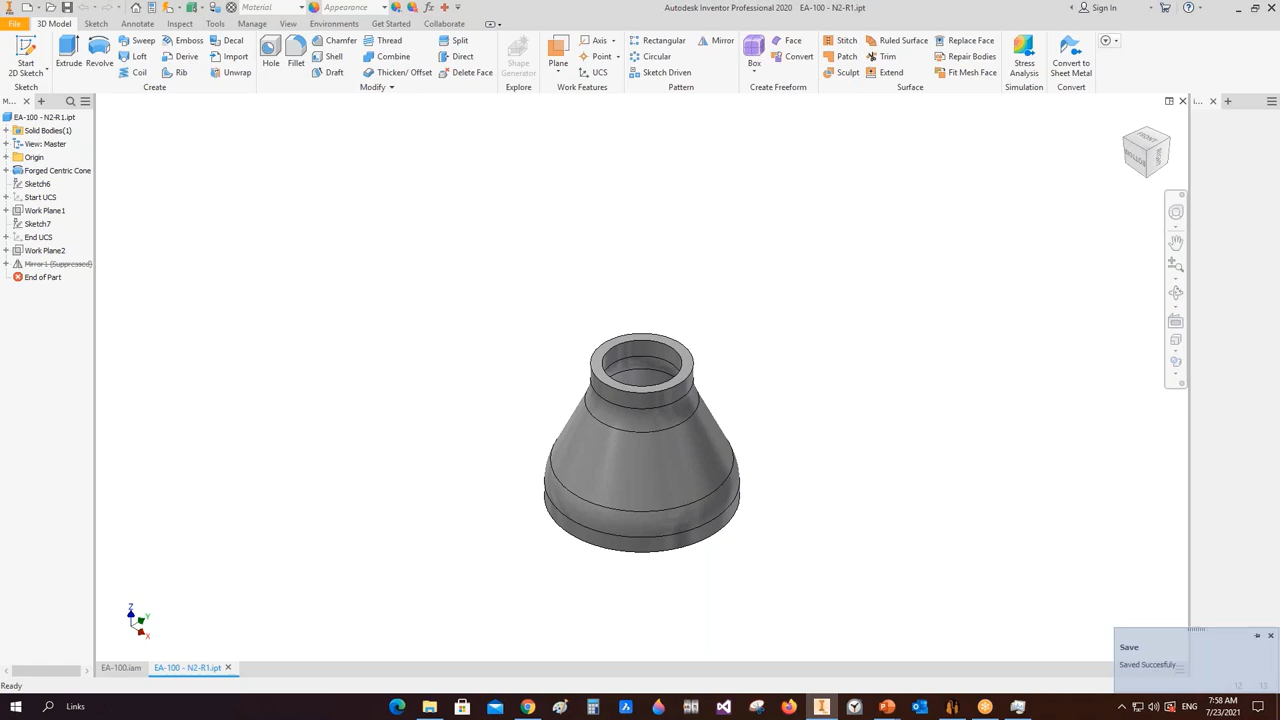 Material
Appearance
Autodesk Inventor Professional 2020 EA-100 - N2-R1.ipt
Sign In
File
3D Model
Sketch
Annotate
Inspect
Tools
Manage
View
Environments
Get Started
Collaborate
Start
2D Sketch
Sketch
Extrude
Revolve
Sweep
Loft
Coil
Emboss
Derive
Rib
Decal
Import
Unwrap
Create
Hole
Fillet
Chamfer
Shell
Draft
Thread
Combine
Thicken/ Offset
Split
Direct
Delete Face
Modify
Shape
Generator
Explore
Plane
Axis
Point
UCS
Work Features
Rectangular
Circular
Sketch Driven
Mirror
Pattern
Box
Face
Convert
Create Freeform
Stitch
Patch
Sculpt
Ruled Surface
Trim
Extend
Replace Face
Repair Bodies
Fit Mesh Face
Surface
Stress
Analysis
Simulation
Convert to
Sheet Metal
Convert
M...
i...
EA-100 - N2-R1.ipt
Solid Bodies(1)
View: Master
Origin
Forged Centric Cone
Sketch6
Start UCS
Work Plane1
Sketch7
End UCS
Work Plane2
Mirror1 (Suppressed)
End of Part
FRONT
RIGHT
BOTTOM
Z
Y
X
Save
Saved Succesfuly
EA-100.iam
EA-100 - N2-R1.ipt
Ready
12
13
Links
ENG
7:58 AM
7/23/2021